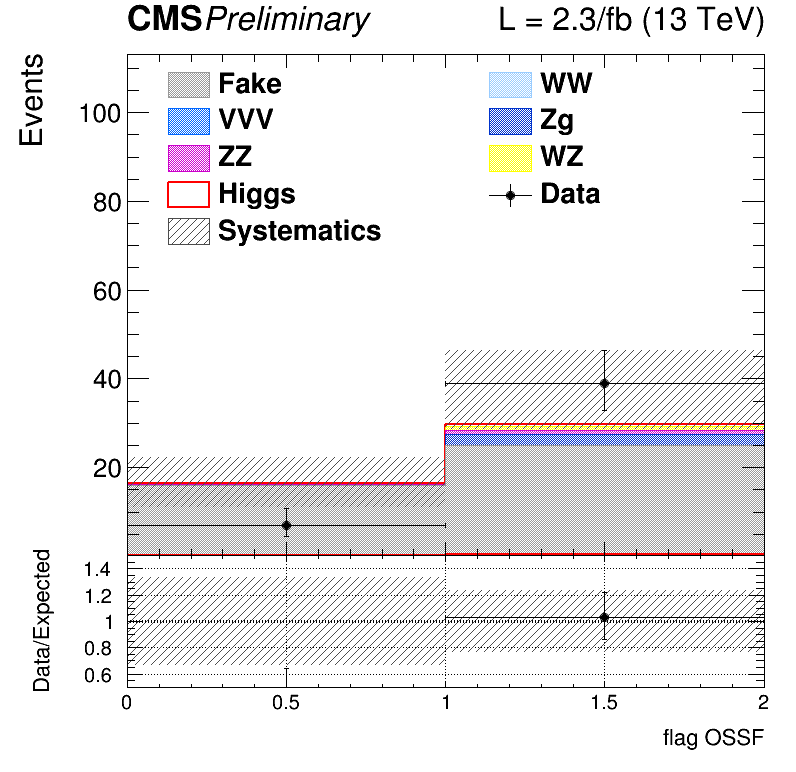 CMS Preliminary L = 2.3/fb (13 TeV)
Events
100
80
60
40
20
Fake
VVV
ZZ
Higgs
Systematics
WW
Zg
WZ
Data
Data/Expected
1.4
1.2
1
0.8
0.6
0 0.5 1 1.5 2
flag OSSF